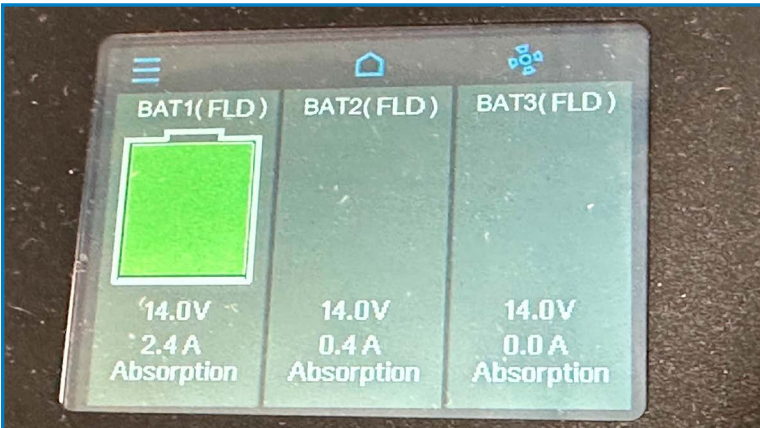 BAT1(FLD)
BAT2(FLD)
BAT3(FLD)
14.0V
2.4 A
Absorption
14.0V
0.4 A
Absorption
14.0V
0.0 A
Absorption